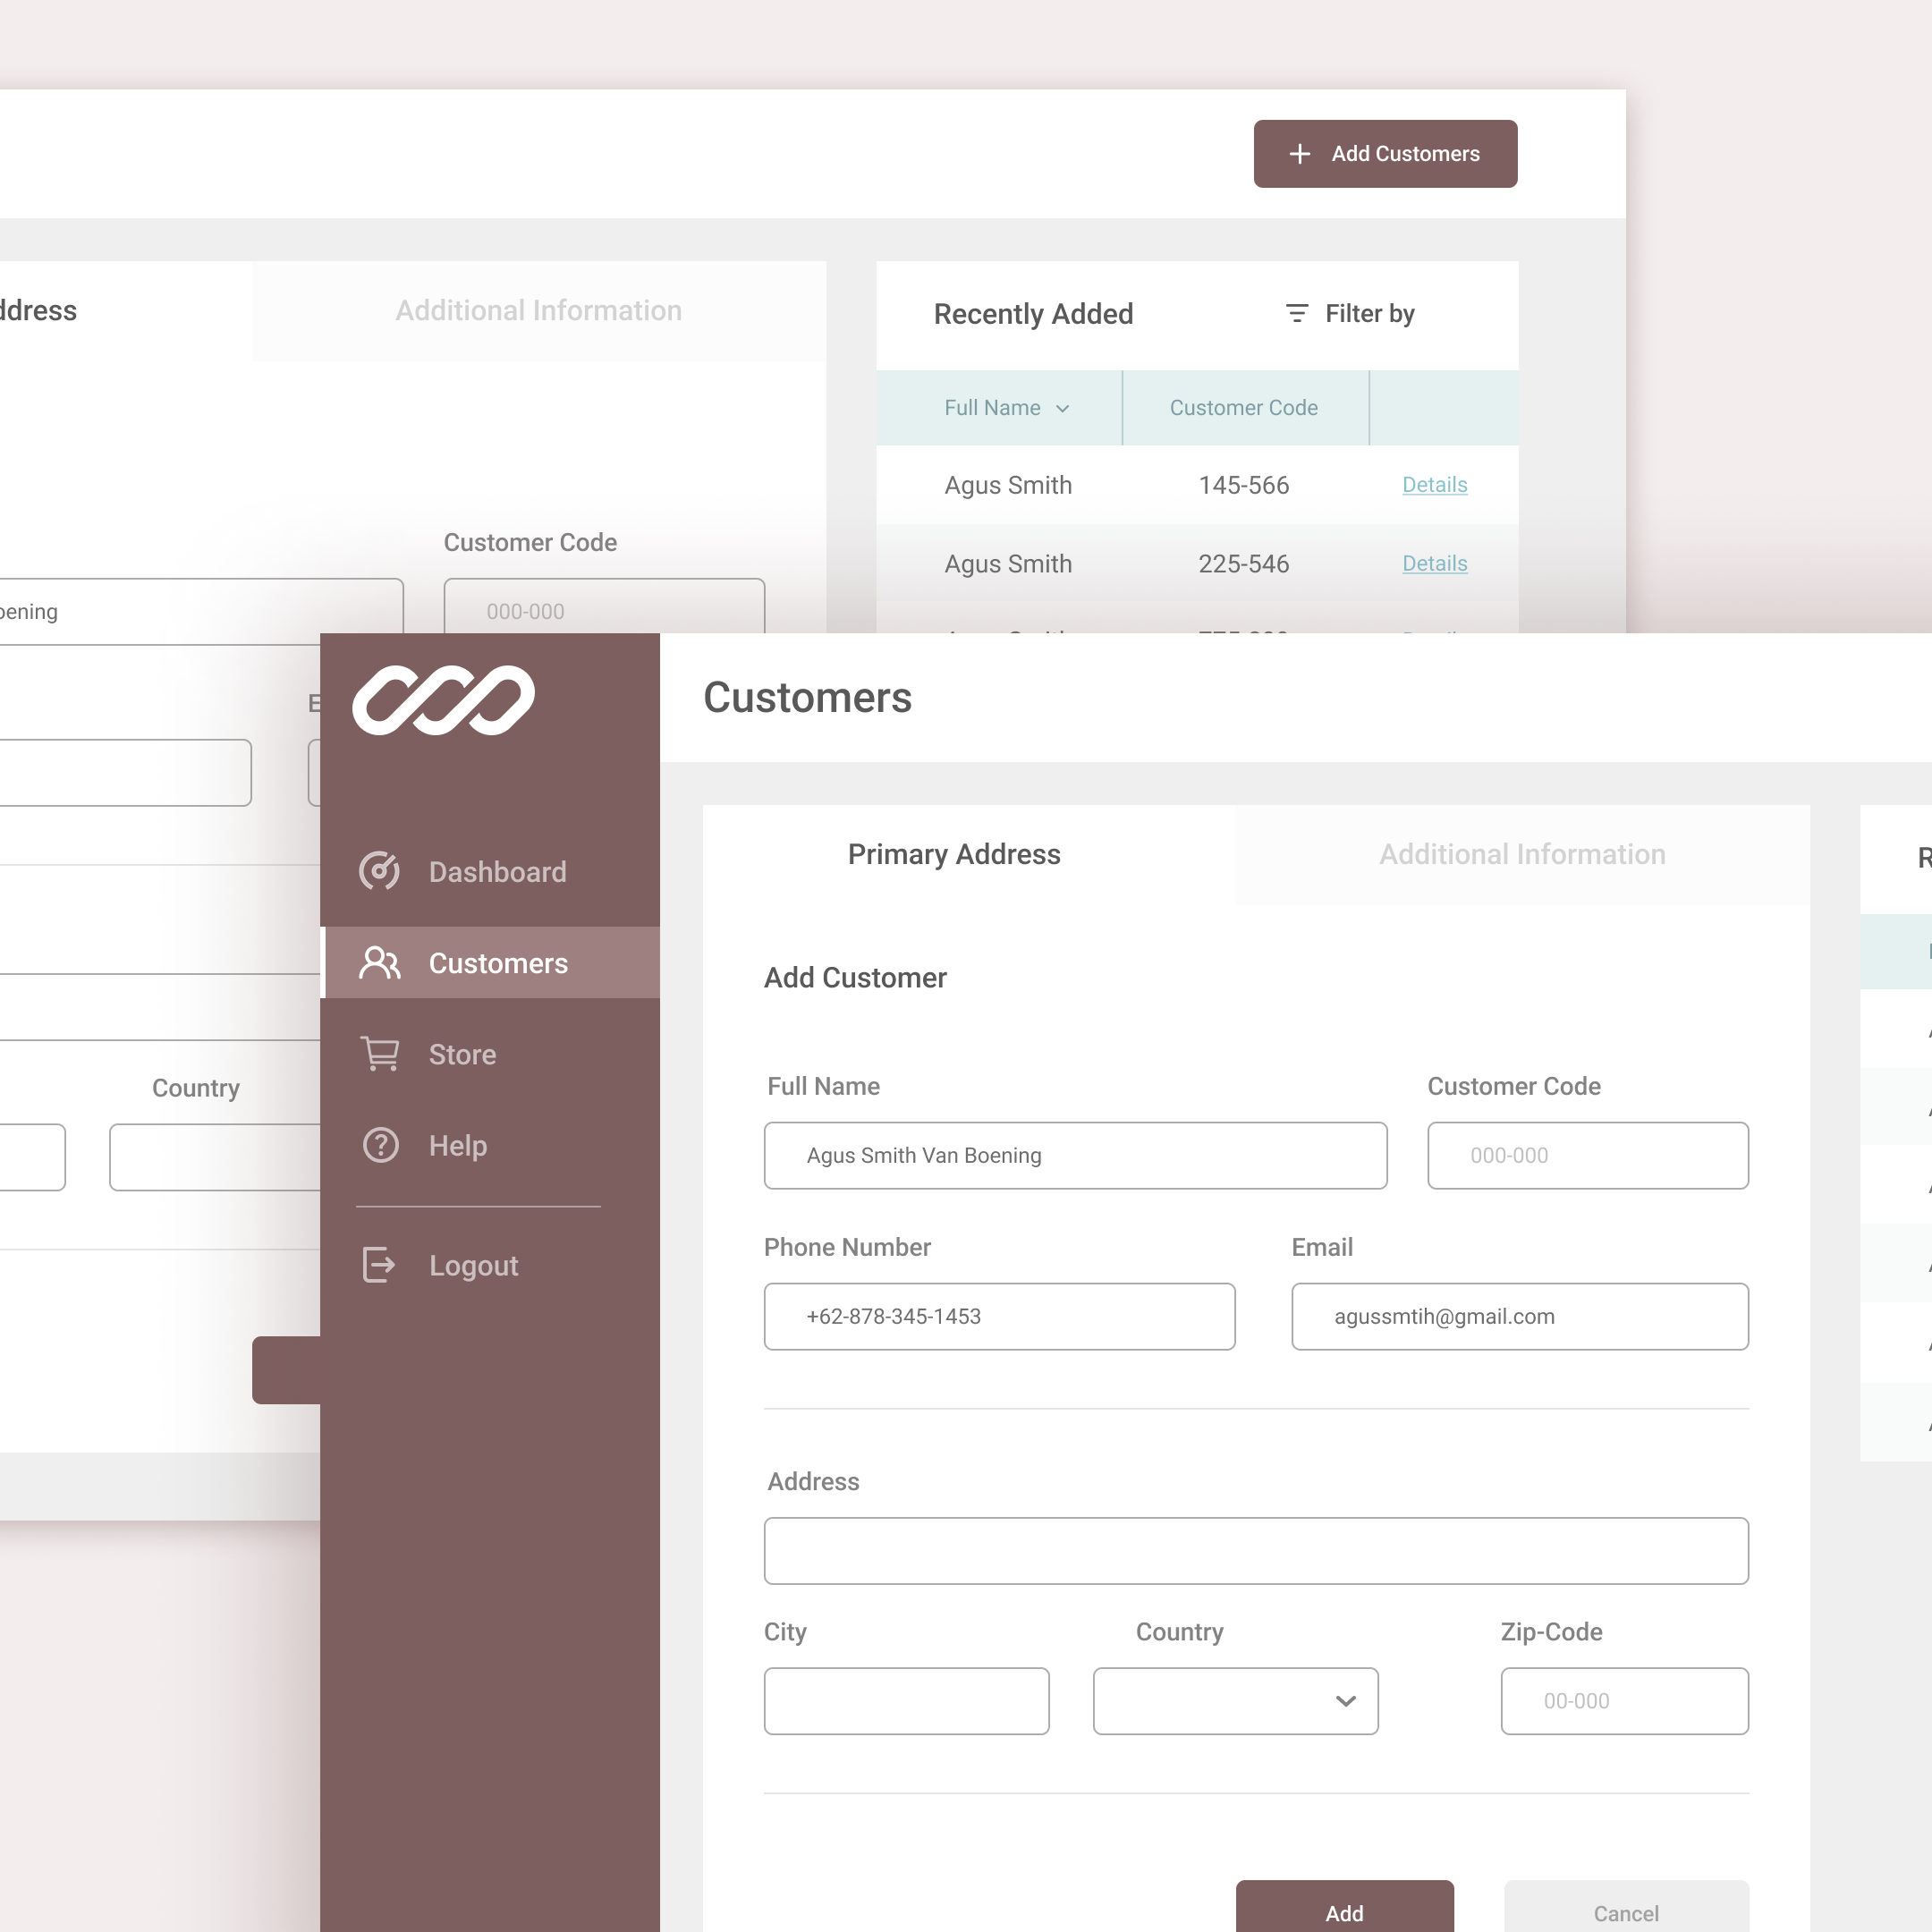 Add Customers
ddress
Additional Information
Recently Added
Filter by
Full Name
Customer Code
Agus Smith 145-566 Details
Agus Smith 225-546 Details
Customer Code
oening
000-000
E
Country
Dashboard
Customers
Store
Help
Logout
Customers
Primary Address
Additional Information
R
Add Customer
Full Name
Customer Code
Agus Smith Van Boening
000-000
Phone Number
Email
+62-878-345-1453
agussmtih@gmail.com
Address
City
Country
Zip-Code
00-000
Add
Cancel